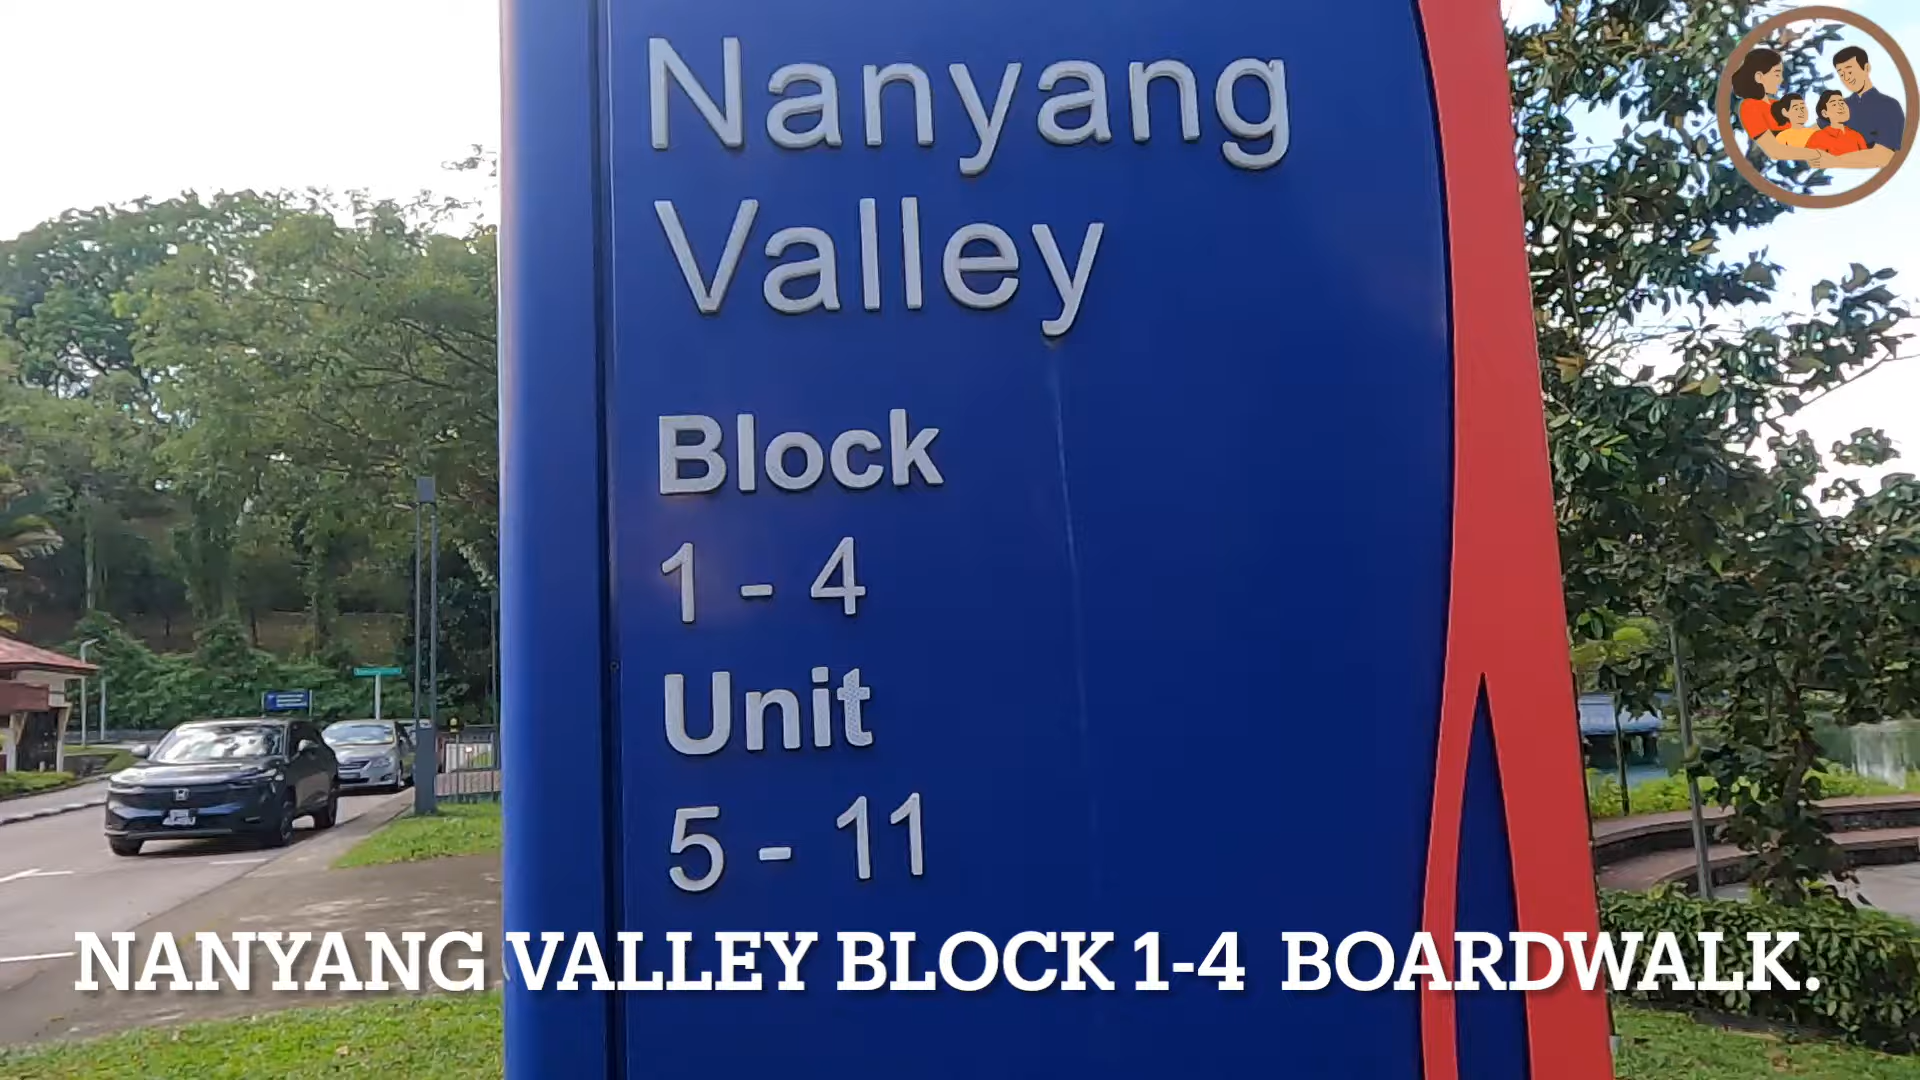 Nanyang
Valley
Block
1 - 4
Unit
5 - 11
NANYANG VALLEY BLOCK 1-4 BOARDWALK.